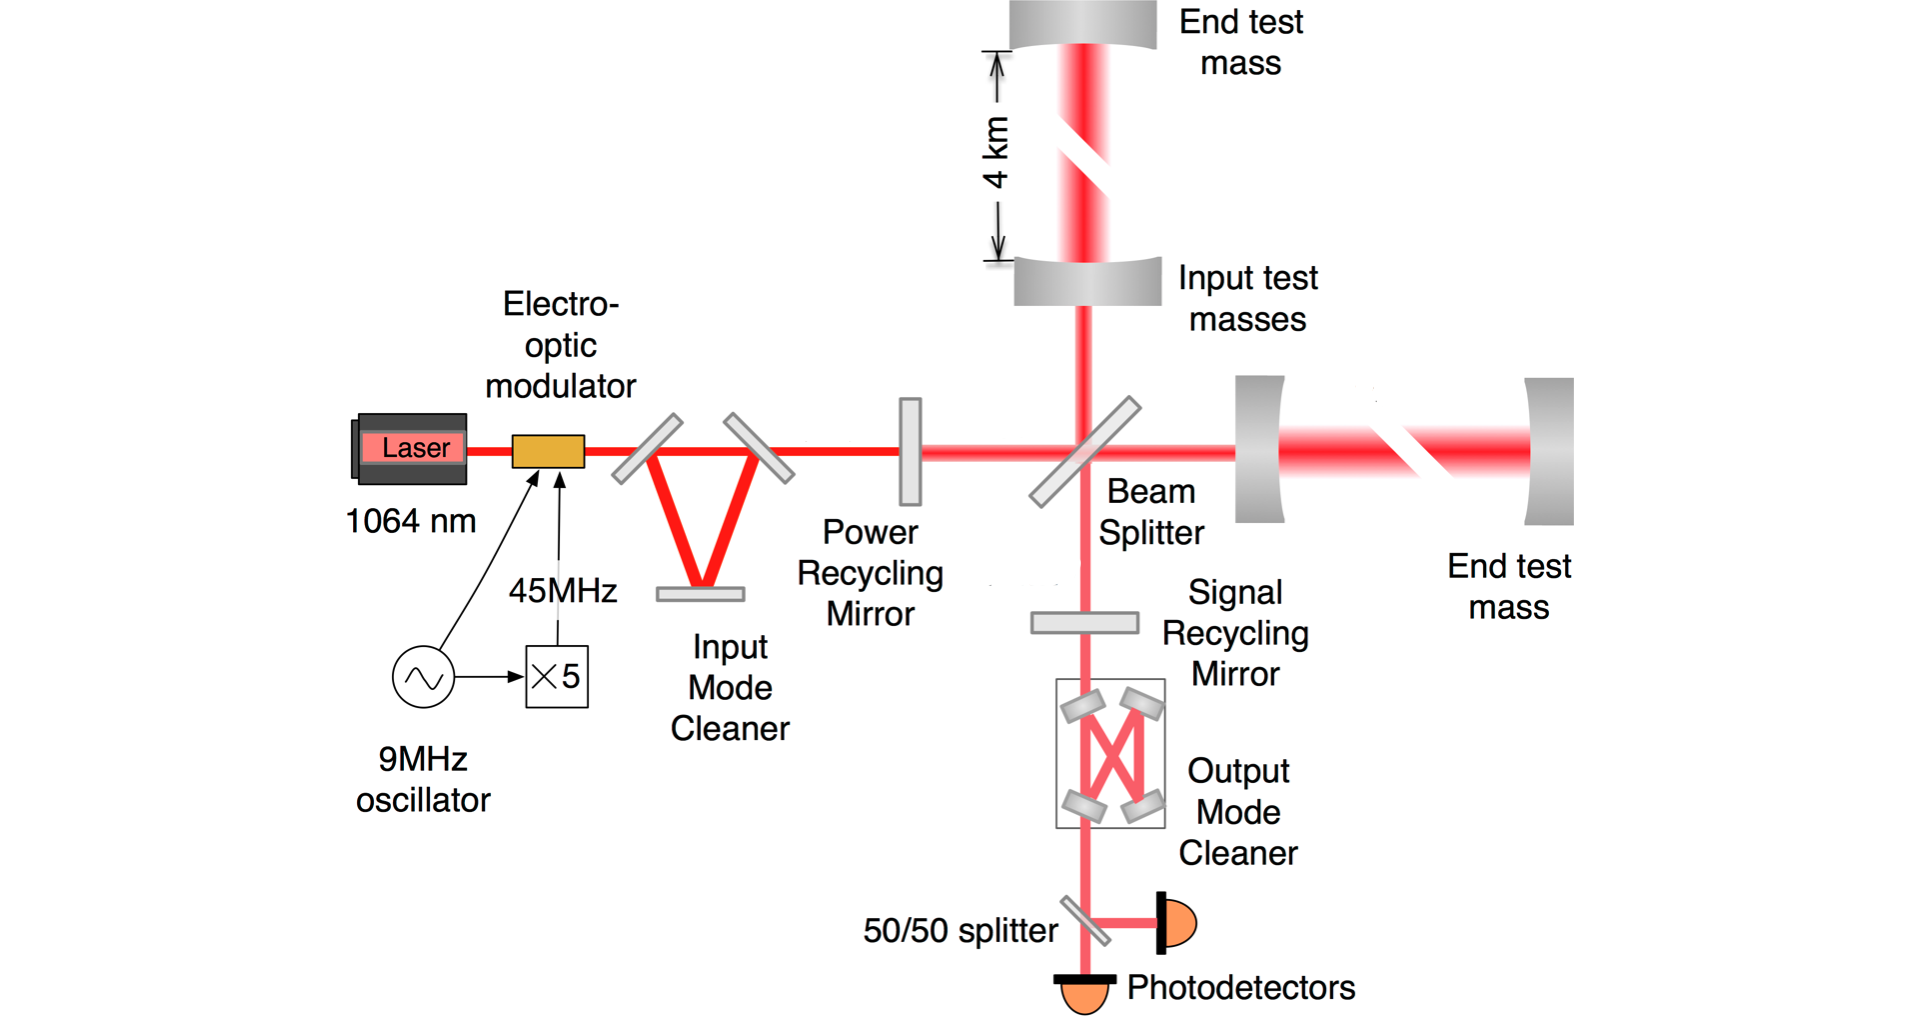 End test
mass
4 km
Input test
masses
Electro-
optic
modulator
Laser
1064 nm
Beam
Splitter
Power
Recycling
Mirror
End test
mass
45MHz
Signal
Recycling
Mirror
Input
Mode
Cleaner
×5
9MHz
oscillator
Output
Mode
Cleaner
50/50 splitter
Photodetectors